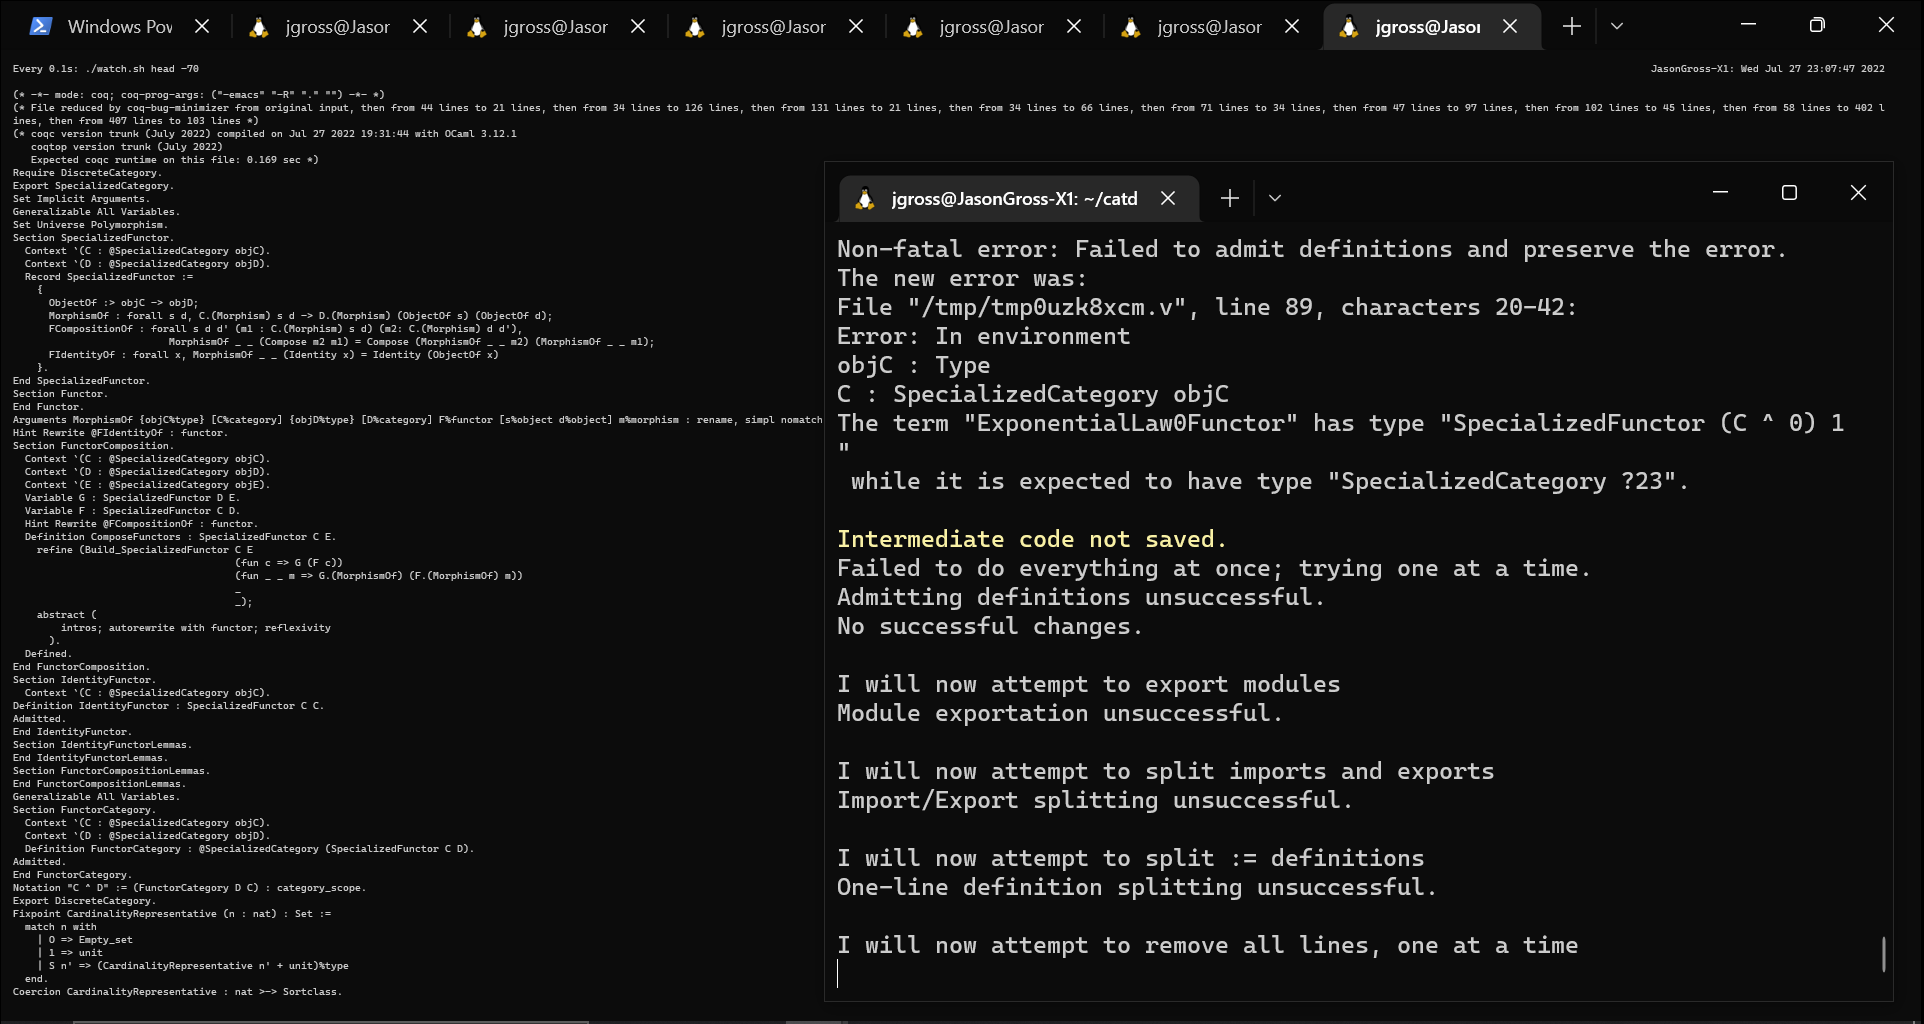 Windows Pow
jgross@Jasor
jgross@Jasor
jgross@Jasor
jgross@Jasor
jgross@Jasor
jgross@Jasor
Every 0.1s: ./watch.sh head -70
JasonGross-X1: Wed Jul 27 23:07:47 2022
(* -*- mode: coq; coq-prog-args: ("-emacs" "-R" "." "") -*- *)
(* File reduced by coq-bug-minimizer from original input, then from 44 lines to 21 lines, then from 34 lines to 126 lines, then from 131 lines to 21 lines, then from 34 lines to 66 lines, then from 71 lines to 34 lines, then from 47 lines to 97 lines, then from 102 lines to 45 lines, then from 58 lines to 402 l
ines, then from 407 lines to 103 lines *)
(* coqc version trunk (July 2022) compiled on Jul 27 2022 19:31:44 with OCaml 3.12.1
   coqtop version trunk (July 2022)
   Expected coqc runtime on this file: 0.169 sec *)
Require DiscreteCategory.
Export SpecializedCategory.
Set Implicit Arguments.
Generalizable All Variables.
Set Universe Polymorphism.
Section SpecializedFunctor.
  Context `(C : @SpecializedCategory objC).
  Context `(D : @SpecializedCategory objD).
  Record SpecializedFunctor :=
    {
      ObjectOf :> objC -> objD;
      MorphismOf : forall s d, C.(Morphism) s d -> D.(Morphism) (ObjectOf s) (ObjectOf d);
      FCompositionOf : forall s d d' (m1 : C.(Morphism) s d) (m2: C.(Morphism) d d'),
                          MorphismOf _ _ (Compose m2 m1) = Compose (MorphismOf _ _ m2) (MorphismOf _ _ m1);
      FIdentityOf : forall x, MorphismOf _ _ (Identity x) = Identity (ObjectOf x)
    }.
End SpecializedFunctor.
Section Functor.
End Functor.
Arguments MorphismOf {objC%type} [C%category] {objD%type} [D%category] F%functor [s%object d%object] m%morphism : rename, simpl nomatch
Hint Rewrite @FIdentityOf : functor.
Section FunctorComposition.
  Context `(C : @SpecializedCategory objC).
  Context `(D : @SpecializedCategory objD).
  Context `(E : @SpecializedCategory objE).
  Variable G : SpecializedFunctor D E.
  Variable F : SpecializedFunctor C D.
  Hint Rewrite @FCompositionOf : functor.
  Definition ComposeFunctors : SpecializedFunctor C E.
    refine (Build_SpecializedFunctor C E
                                     (fun c => G (F c))
                                     (fun _ _ m => G.(MorphismOf) (F.(MorphismOf) m))
                                     _
                                     _);
    abstract (
        intros; autorewrite with functor; reflexivity
      ).
  Defined.
End FunctorComposition.
Section IdentityFunctor.
  Context `(C : @SpecializedCategory objC).
Definition IdentityFunctor : SpecializedFunctor C C.
Admitted.
End IdentityFunctor.
Section IdentityFunctorLemmas.
End IdentityFunctorLemmas.
Section FunctorCompositionLemmas.
End FunctorCompositionLemmas.
Generalizable All Variables.
Section FunctorCategory.
  Context `(C : @SpecializedCategory objC).
  Context `(D : @SpecializedCategory objD).
  Definition FunctorCategory : @SpecializedCategory (SpecializedFunctor C D).
Admitted.
End FunctorCategory.
Notation "C ^ D" := (FunctorCategory D C) : category_scope.
Export DiscreteCategory.
Fixpoint CardinalityRepresentative (n : nat) : Set :=
  match n with
    | O => Empty_set
    | 1 => unit
    | S n' => (CardinalityRepresentative n' + unit)%type
  end.
Coercion CardinalityRepresentative : nat >-> Sortclass.
jgross@JasonGross-X1: ~/catd
Non-fatal error: Failed to admit definitions and preserve the error.
The new error was:
File "/tmp/tmp0uzk8xcm.v", line 89, characters 20-42:
Error: In environment
objC : Type
C : SpecializedCategory objC
The term "ExponentialLaw0Functor" has type "SpecializedFunctor (C ^ 0) 1
"
 while it is expected to have type "SpecializedCategory ?23".
Intermediate code not saved.
Failed to do everything at once; trying one at a time.
Admitting definitions unsuccessful.
No successful changes.
I will now attempt to export modules
Module exportation unsuccessful.
I will now attempt to split imports and exports
Import/Export splitting unsuccessful.
I will now attempt to split := definitions
One-line definition splitting unsuccessful.
I will now attempt to remove all lines, one at a time